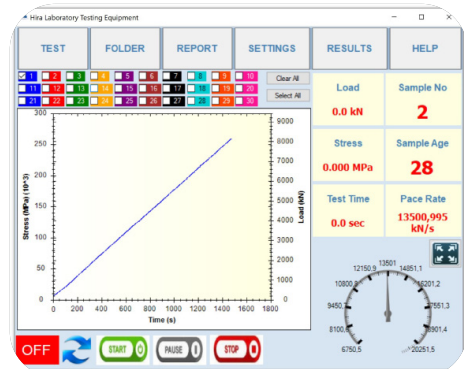 Hira Laboratory Testing Equipment
TEST FOLDER REPORT SETTINGS RESULTS HELP
1 2 3 4 5 6 7 8 9 10 Clear All
11 12 13 14 15 16 17 18 19 20 Select All
21 22 23 24 25 26 27 28 29 30
Load
0.0 kN
Sample No
2
Stress
0.000 MPa
Sample Age
28
Test Time
0.0 sec
Pace Rate
13500,995
kN/s
Stress (MPa) (10^3)
300
250
200
150
100
50
0
9000
8000
7000
6000
5000
4000
3000
2000
1000
0
Load (kN)
0 200 400 600 800 1000 1200 1400 1600 1800
Time (s)
13501
12150,9 14851,1
10800, 16201,2
9450, 7551,3
8100, 8901,4
6750,5 20251,5
OFF START PAUSE STOP